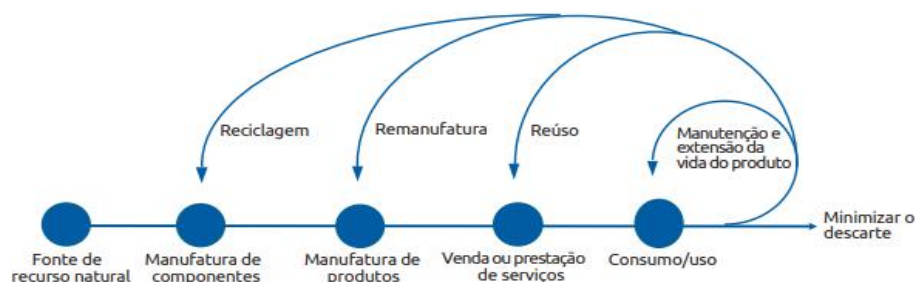 Reciclagem
Remanufatura
Reúso
Manutenção e
extensão da
vida do produto
Fonte de
recurso natural
Manufatura de
componentes
Manufatura de
produtos
Venda ou prestação
de serviços
Consumo/uso
Minimizar o
descarte